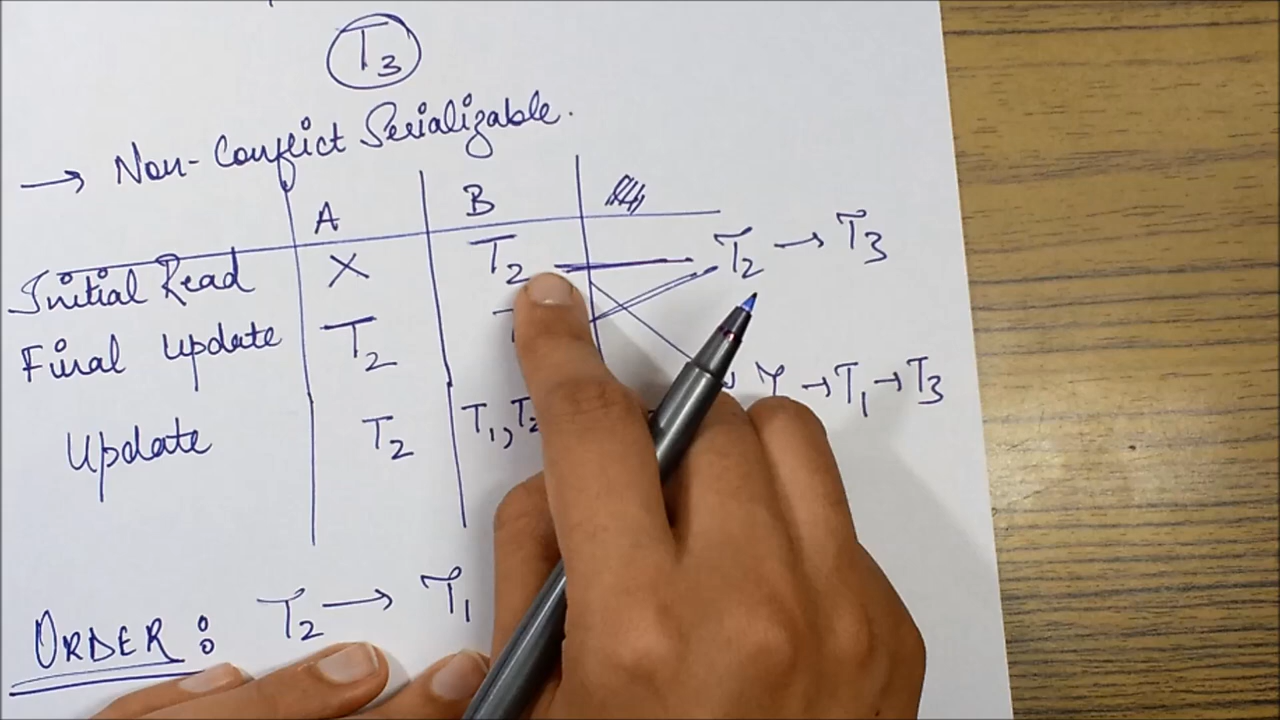 T3
→ Non-Conflict Serializable.
A B
Initial Read X T2 T2 → T3
Final Update T2
Update T2 T1, T2 → T1 → T3
ORDER : T2 → T1